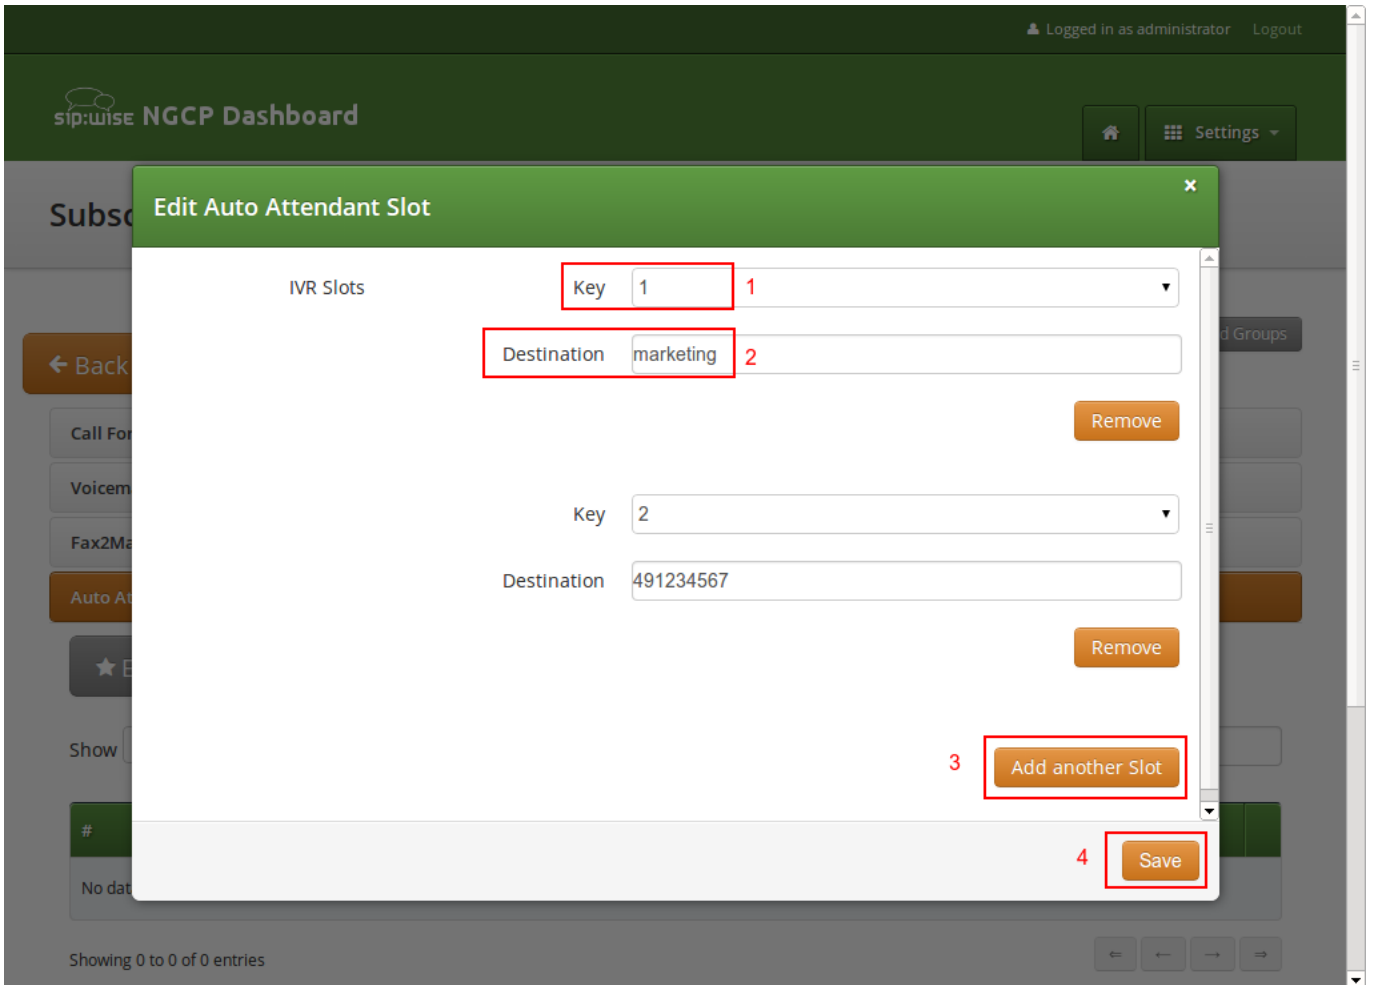 Logged in as administrator Logout
sip:wise NGCP Dashboard
Settings
Subsc
Edit Auto Attendant Slot
×
IVR Slots Key 1 1
d Groups
Destination marketing 2
Back
Remove
Call For
Voicem
Key 2
Fax2Ma
Destination 491234567
Auto At
Remove
E
Show
3 Add another Slot
#
4 Save
No dat
Showing 0 to 0 of 0 entries
⇐ ← → ⇒